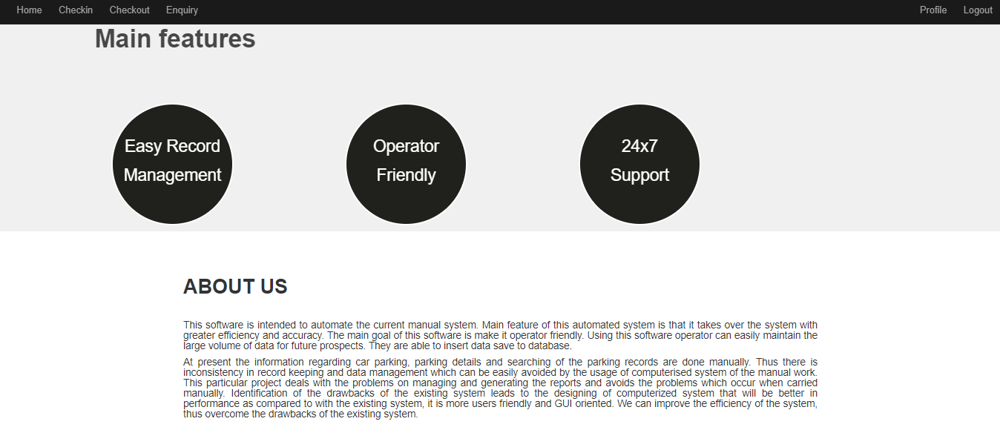 Home Checkin Checkout Enquiry Profile Logout
Main features
Easy Record
Management
Operator
Friendly
24x7
Support
ABOUT US
This software is intended to automate the current manual system. Main feature of this automated system is that it takes over the system with
greater efficiency and accuracy. The main goal of this software is make it operator friendly. Using this software operator can easily maintain the
large volume of data for future prospects. They are able to insert data save to database.
At present the information regarding car parking, parking details and searching of the parking records are done manually. Thus there is
inconsistency in record keeping and data management which can be easily avoided by the usage of computerised system of the manual work.
This particular project deals with the problems on managing and generating the reports and avoids the problems which occur when carried
manually. Identification of the drawbacks of the existing system leads to the designing of computerized system that will be better in
performance as compared to with the existing system, it is more users friendly and GUI oriented. We can improve the efficiency of the system,
thus overcome the drawbacks of the existing system.